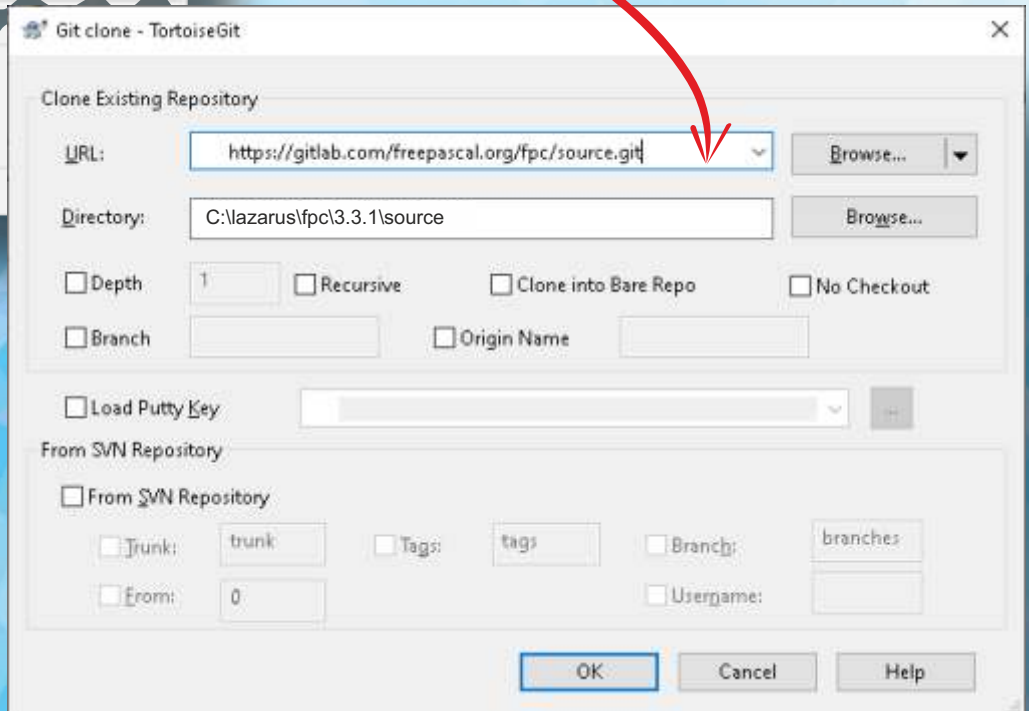 Git clone - TortoiseGit
Clone Existing Repository
URL: https://gitlab.com/freepascal.org/fpc/source.git Browse...
Directory: C:\lazarus\fpc\3.3.1\source Browse...
Depth 1 Recursive Clone into Bare Repo No Checkout
Branch Origin Name
Load Putty Key ...
From SVN Repository
From SVN Repository
Trunk: trunk Tags: tags Branch: branches
From: 0 Username:
OK Cancel Help